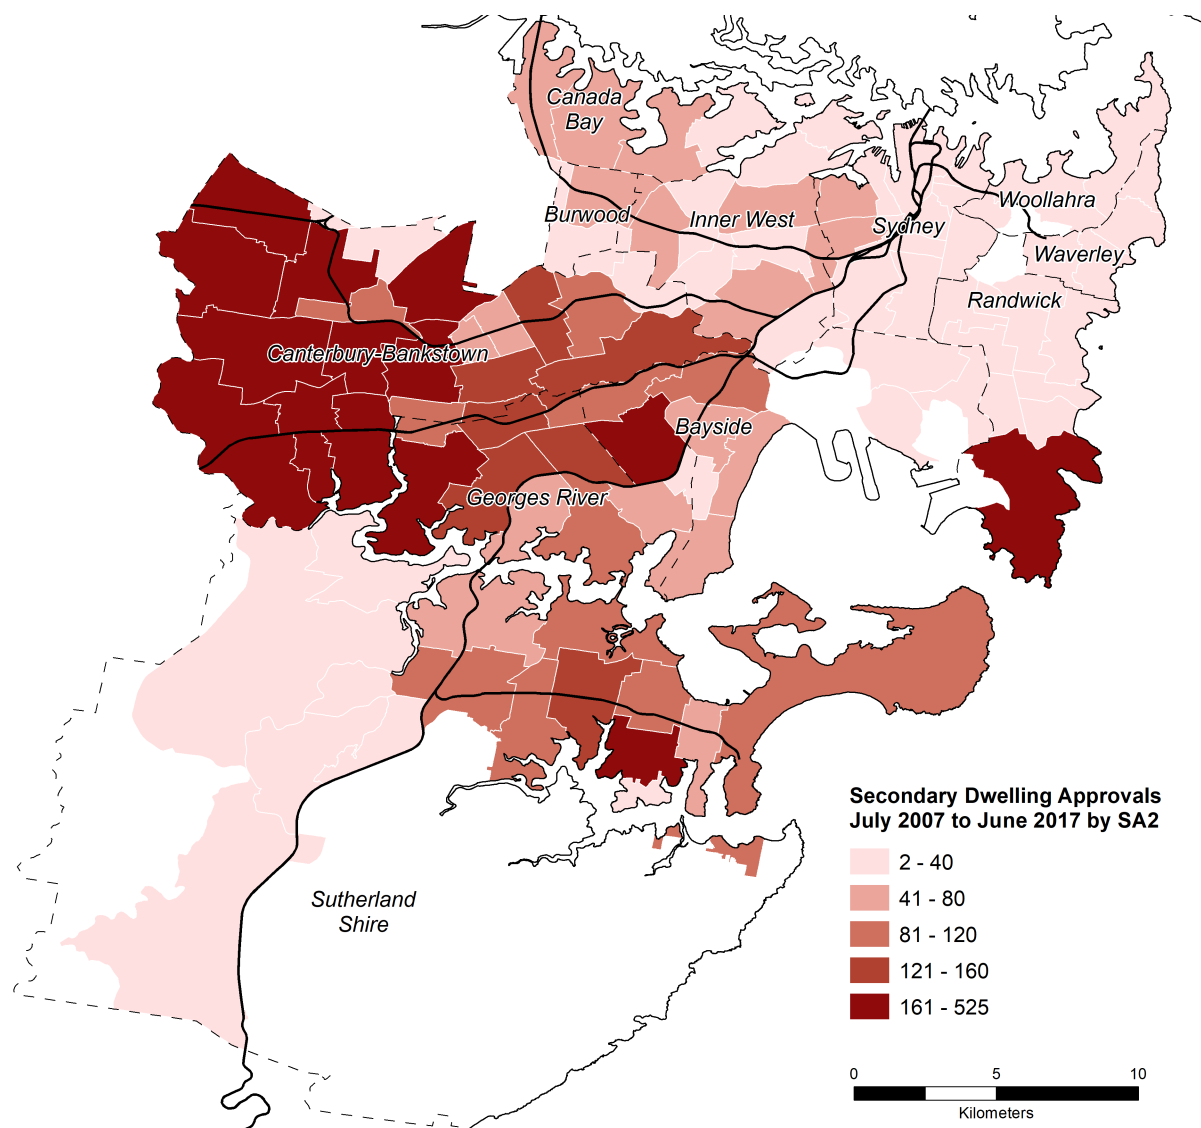 Canada
Bay
Burwood
Inner West
Sydney
Woollahra
Waverley
Randwick
Canterbury-Bankstown
Bayside
Georges River
Sutherland
Shire
Secondary Dwelling Approvals
July 2007 to June 2017 by SA2
2 - 40
41 - 80
81 - 120
121 - 160
161 - 525
0 5 10
Kilometers